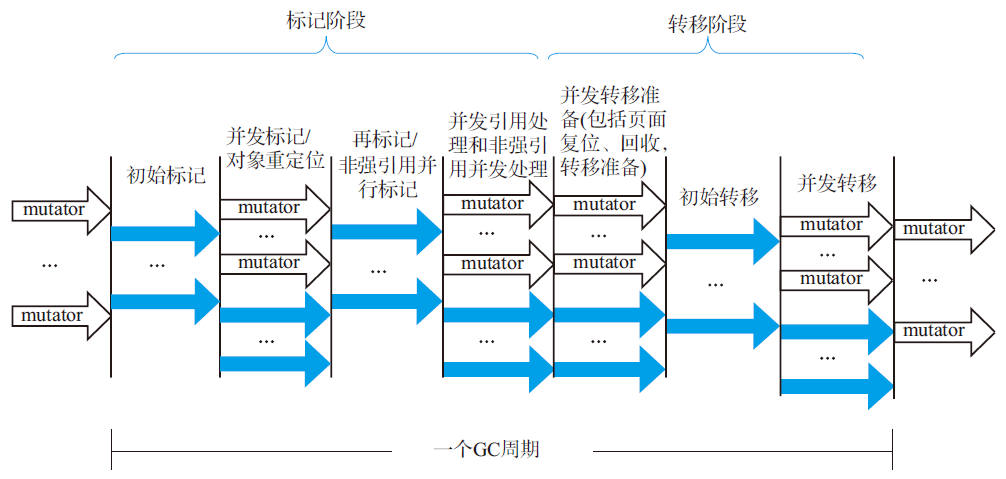 标记阶段
转移阶段
初始标记
并发标记/
对象重定位
再标记/
非强引用并
行标记
并发引用处
理和非强引
用并发处理
并发转移准
备(包括页面
复位、回收,
转移准备)
初始转移
并发转移
mutator
...
mutator
...
...
mutator
...
mutator
...
...
mutator
...
mutator
...
mutator
...
mutator
...
...
...
mutator
...
mutator
...
mutator
...
mutator
一个GC周期